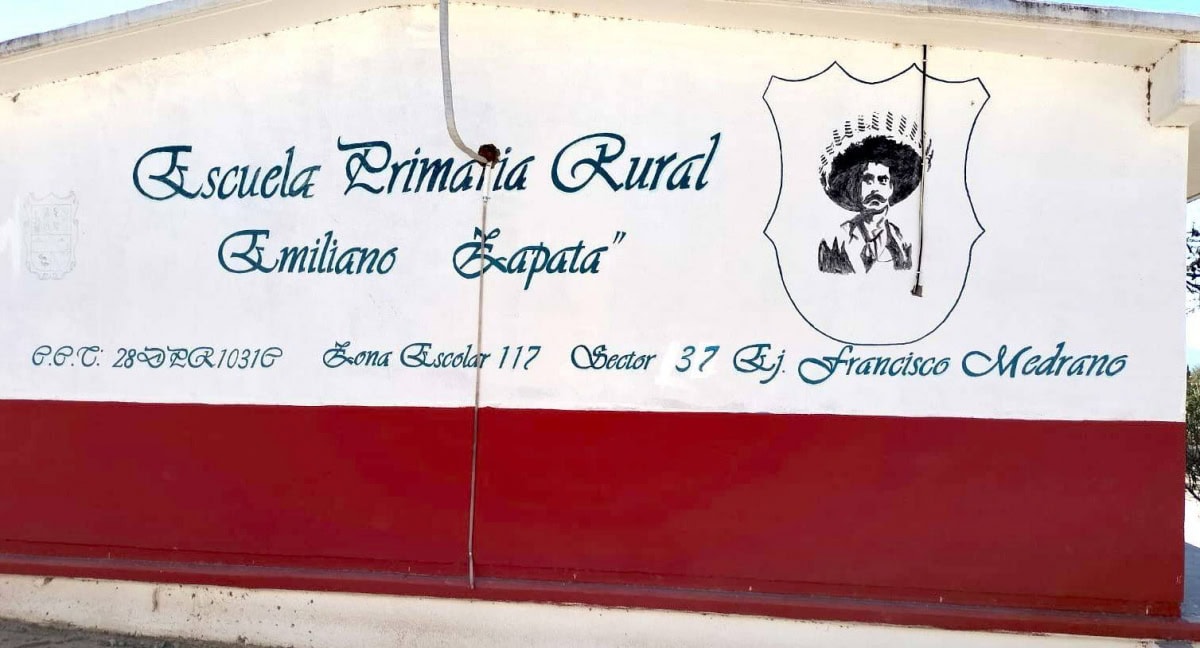 Escuela Primaria Rural
Emiliano Zapata"
C.C.T: 28DPR1031C Zona Escolar 117 Sector 37 Ej. Francisco Medrano